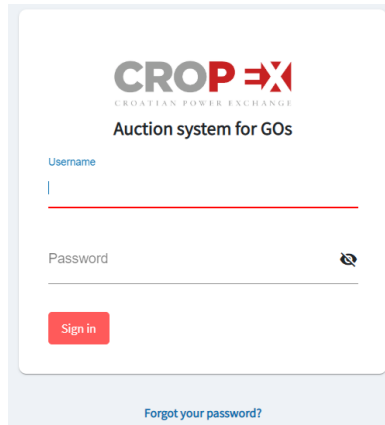 CROPEX
CROATIAN POWER EXCHANGE
Auction system for GOs
Username
Password
Sign in
Forgot your password?